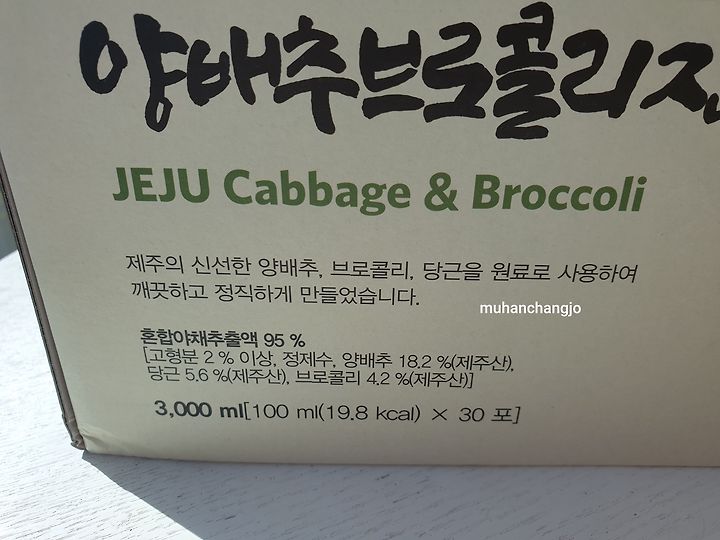 양배추브로콜리즙
JEJU Cabbage & Broccoli
제주의 신선한 양배추, 브로콜리, 당근을 원료로 사용하여
깨끗하고 정직하게 만들었습니다.
muhanchangjo
혼합야채추출액 95 %
[고형분 2 % 이상, 정제수, 양배추 18.2 %(제주산),
당근 5.6 %(제주산), 브로콜리 4.2 %(제주산)]
3,000 ml[100 ml(19.8 kcal) × 30 포]